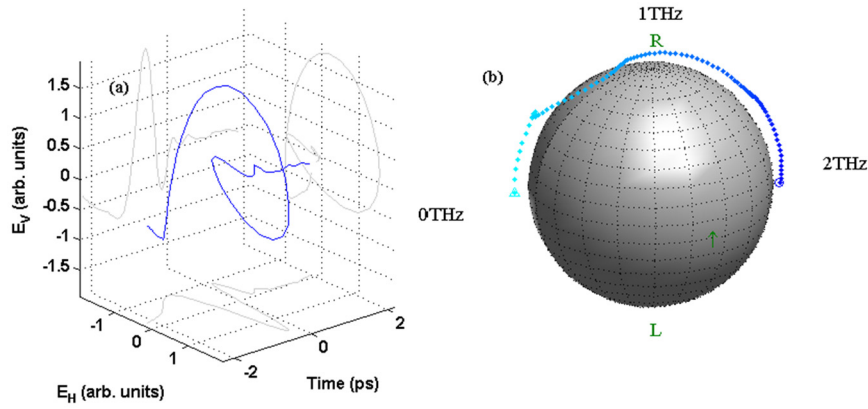 (a)
E_V (arb. units)
1.5
1
0.5
0
-0.5
-1
-1.5
-1
0
1
E_H (arb. units)
-2
0
2
Time (ps)
(b)
1THz
R
0THz
2THz
↑
L